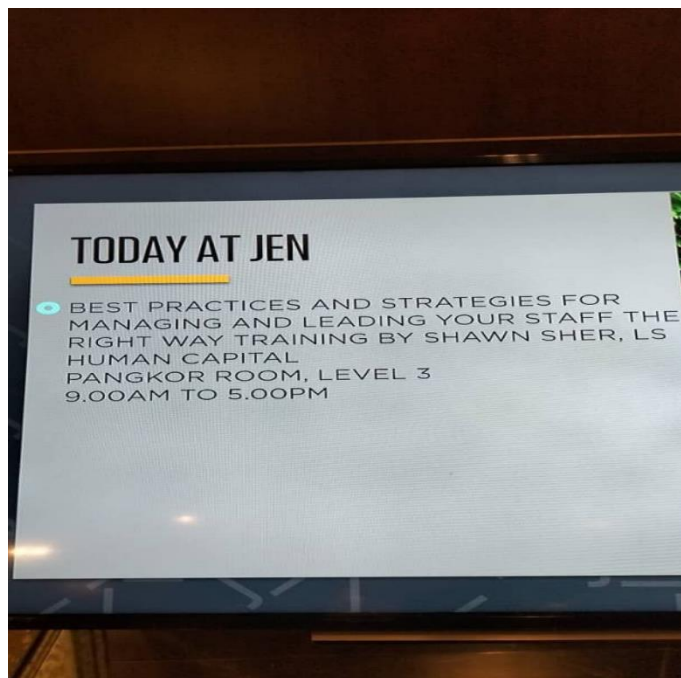 TODAY AT JEN
BEST PRACTICES AND STRATEGIES FOR
MANAGING AND LEADING YOUR STAFF THE
RIGHT WAY TRAINING BY SHAWN SHER, LS
HUMAN CAPITAL
PANGKOR ROOM, LEVEL 3
9.00AM TO 5.00PM